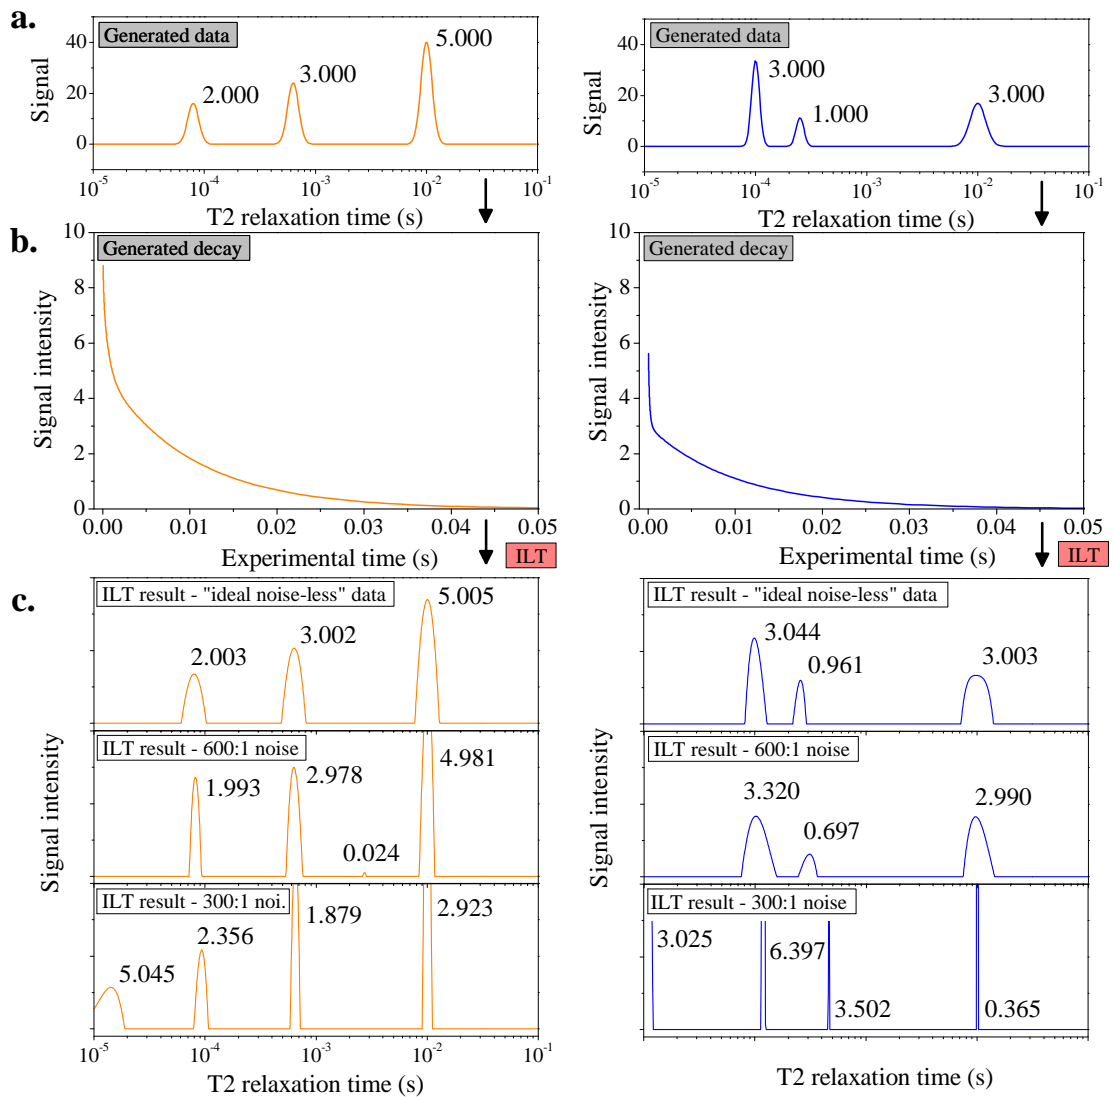 a.
Generated data
5.000
3.000
2.000
Signal
40
20
0
10-5
10-4
10-3
10-2
10-1
T2 relaxation time (s)
Generated data
3.000
1.000
3.000
Signal
40
20
0
10-5
10-4
10-3
10-2
10-1
T2 relaxation time (s)
b.
Generated decay
Signal intensity
10
8
6
4
2
0
0.00
0.01
0.02
0.03
0.04
0.05
Experimental time (s)
ILT
Generated decay
Signal intensity
10
8
6
4
2
0
0.00
0.01
0.02
0.03
0.04
0.05
Experimental time (s)
ILT
c.
ILT result - "ideal noise-less" data
5.005
3.002
2.003
ILT result - 600:1 noise
4.981
2.978
1.993
0.024
ILT result - 300:1 noi.
1.879
2.923
2.356
5.045
Signal intensity
10-5
10-4
10-3
10-2
10-1
T2 relaxation time (s)
ILT result - "ideal noise-less" data
3.044
0.961
3.003
ILT result - 600:1 noise
3.320
0.697
2.990
ILT result - 300:1 noise
3.025
6.397
3.502
0.365
Signal intensity
10-5
10-4
10-3
10-2
10-1
T2 relaxation time (s)